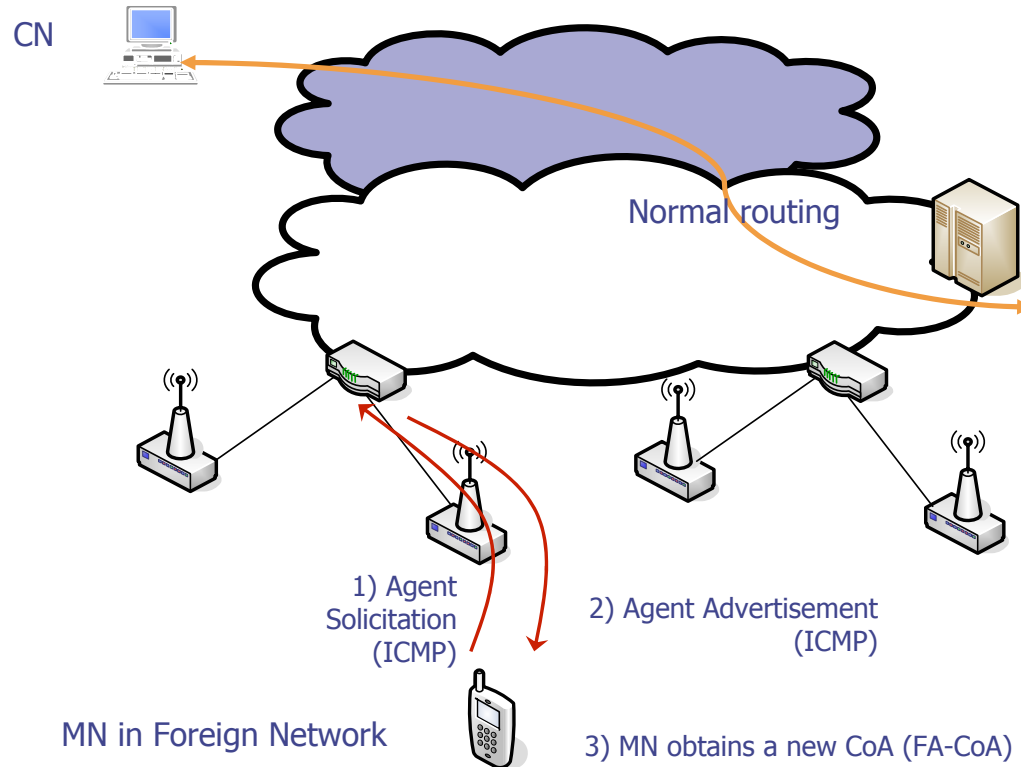 CN
Normal routing
1) Agent
Solicitation
(ICMP)
2) Agent Advertisement
(ICMP)
MN in Foreign Network
3) MN obtains a new CoA (FA-CoA)